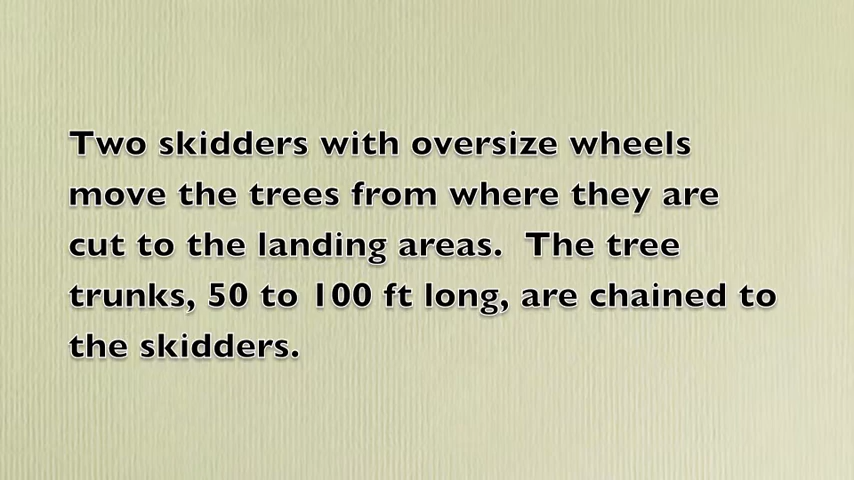 Two skidders with oversize wheels
move the trees from where they are
cut to the landing areas.  The tree
trunks, 50 to 100 ft long, are chained to
the skidders.